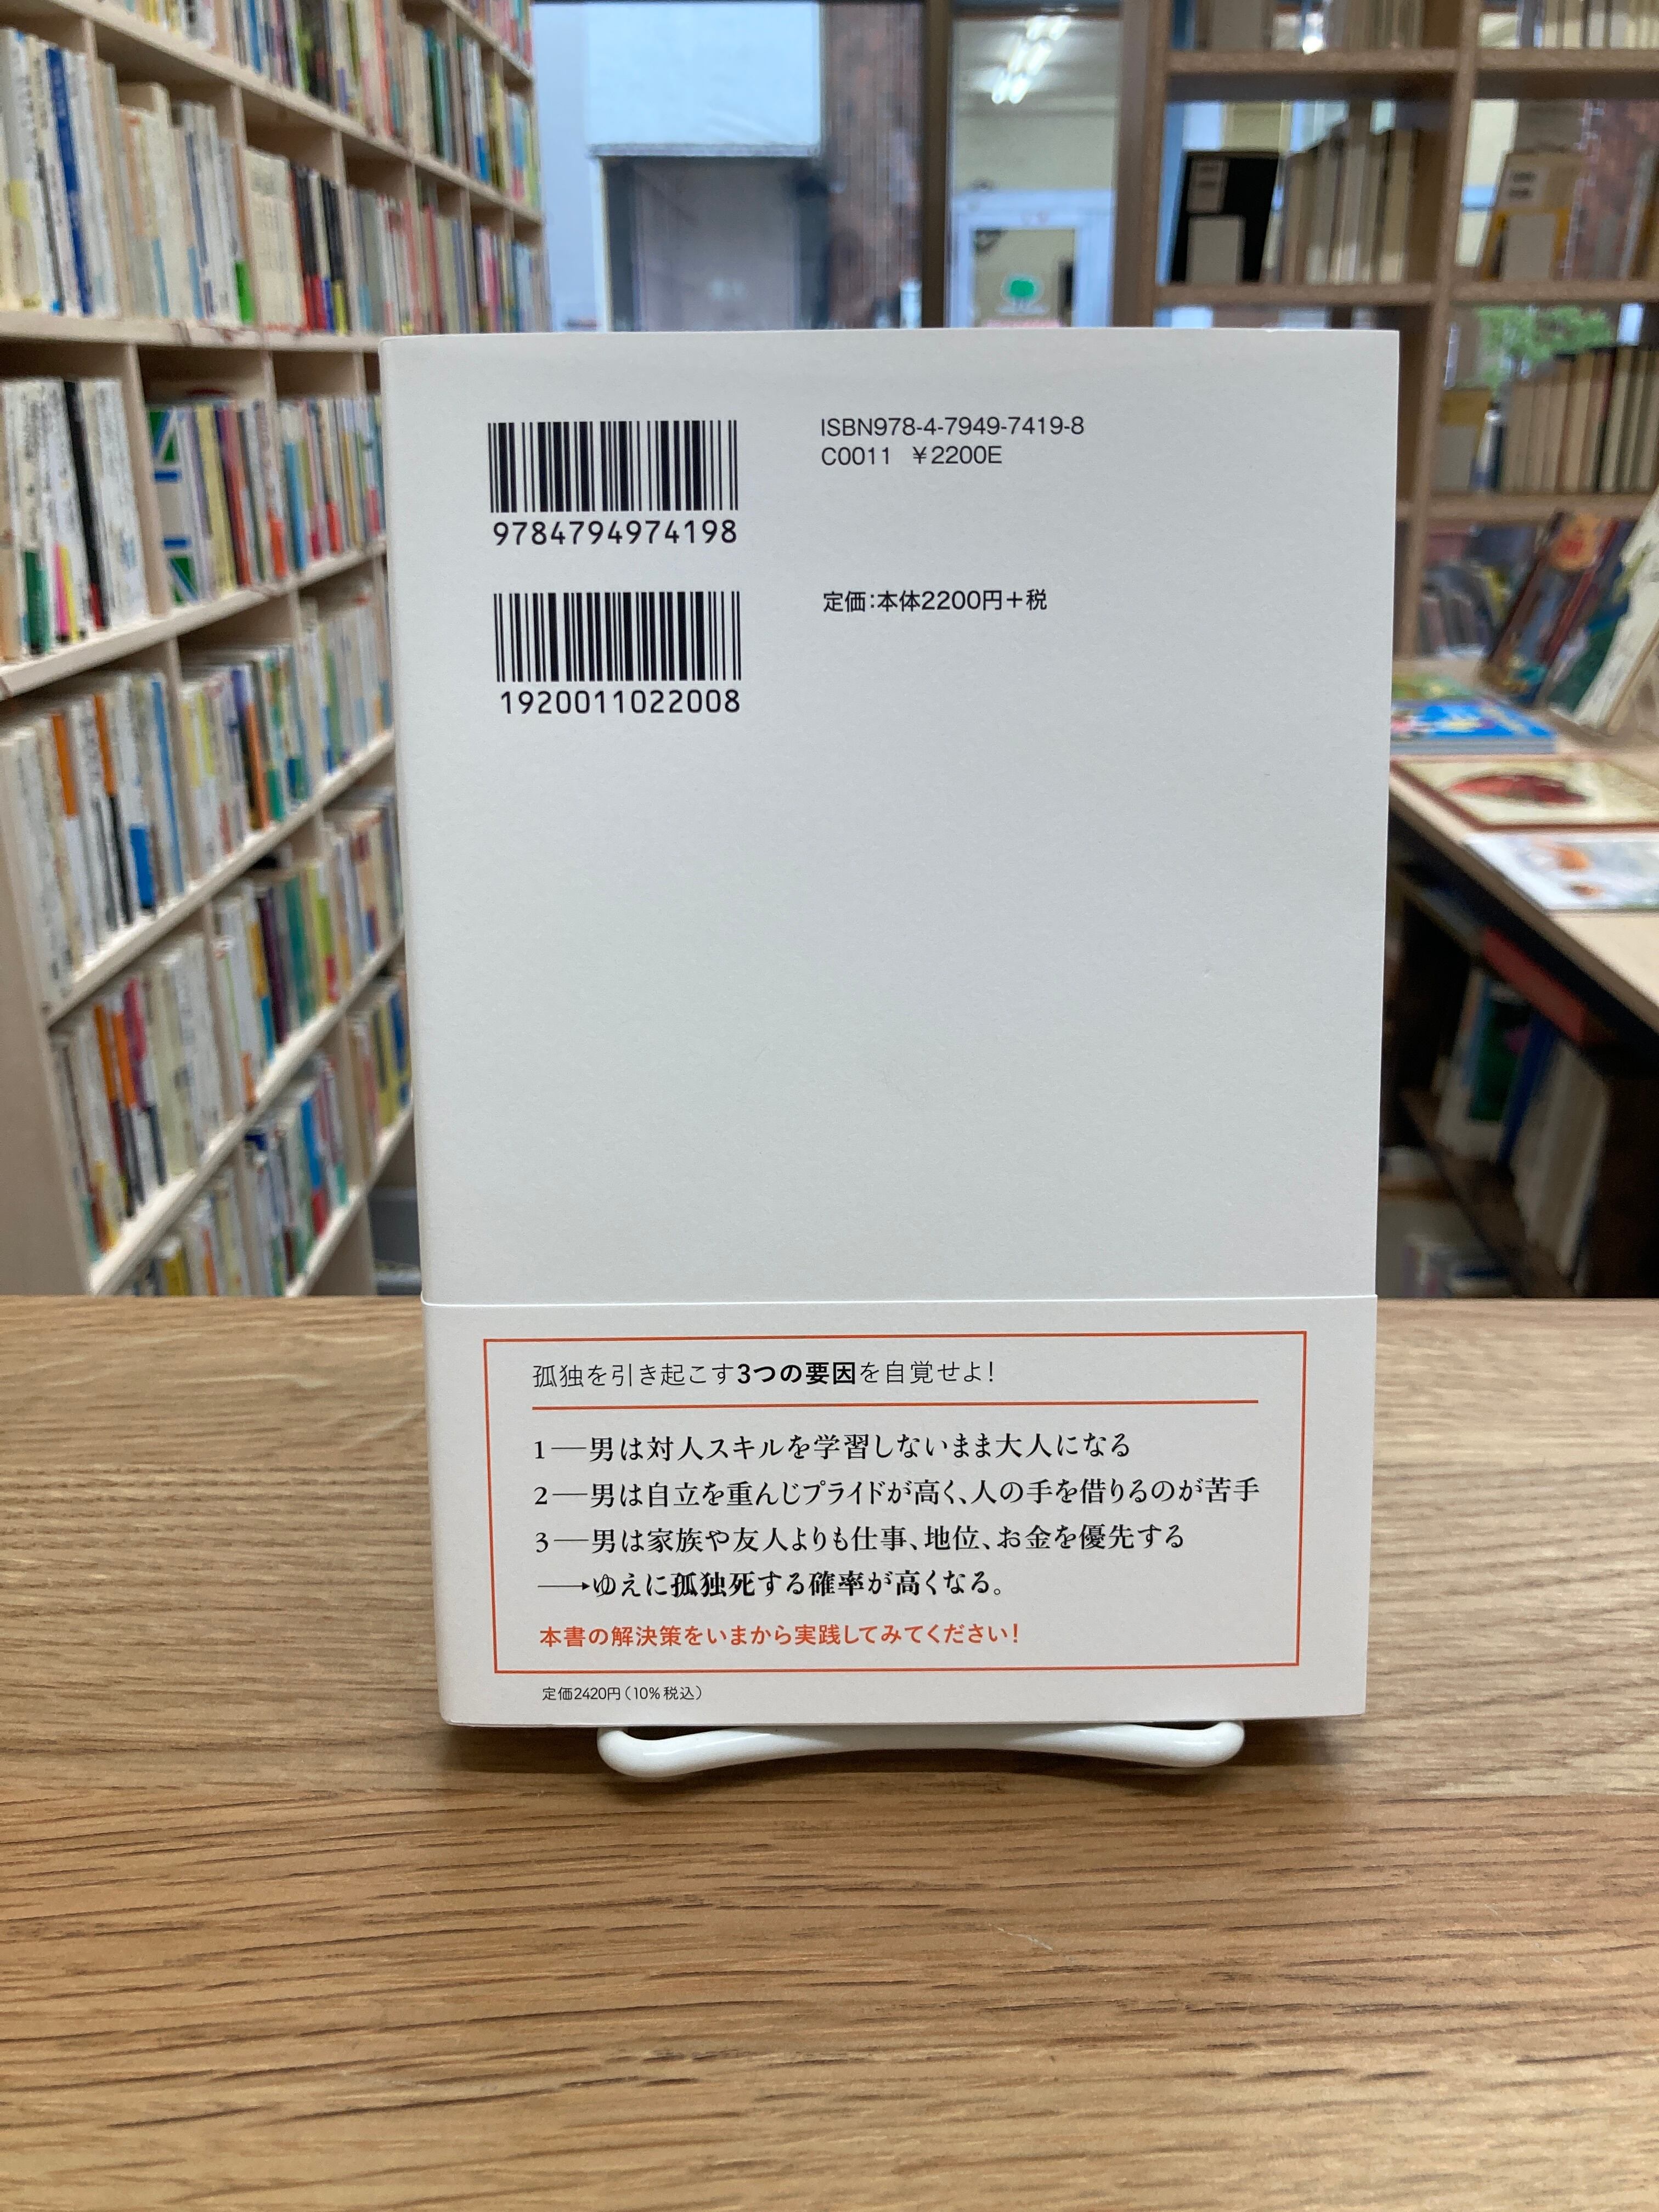 ISBN978-4-7949-7419-8
C0011 ¥2200E
9784794974198
定価:本体2200円+税
1920011022008
孤独を引き起こす3つの要因を自覚せよ!
1—男は対人スキルを学習しないまま大人になる
2—男は自立を重んじプライドが高く、人の手を借りるのが苦手
3—男は家族や友人よりも仕事、地位、お金を優先する
→ゆえに孤独死する確率が高くなる。
本書の解決策をいまから実践してみてください!
定価2420円(10%税込)